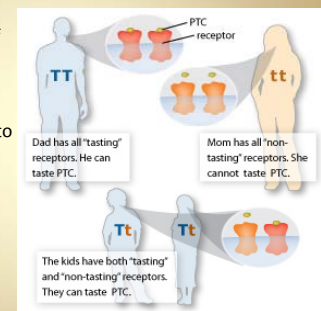 PTC
receptor
TT
tt
to
Dad has all "tasting"
receptors. He can
taste PTC.
Mom has all "non-
tasting" receptors. She
cannot taste PTC.
Tt
Tt
The kids have both "tasting"
and "non-tasting" receptors.
They can taste PTC.